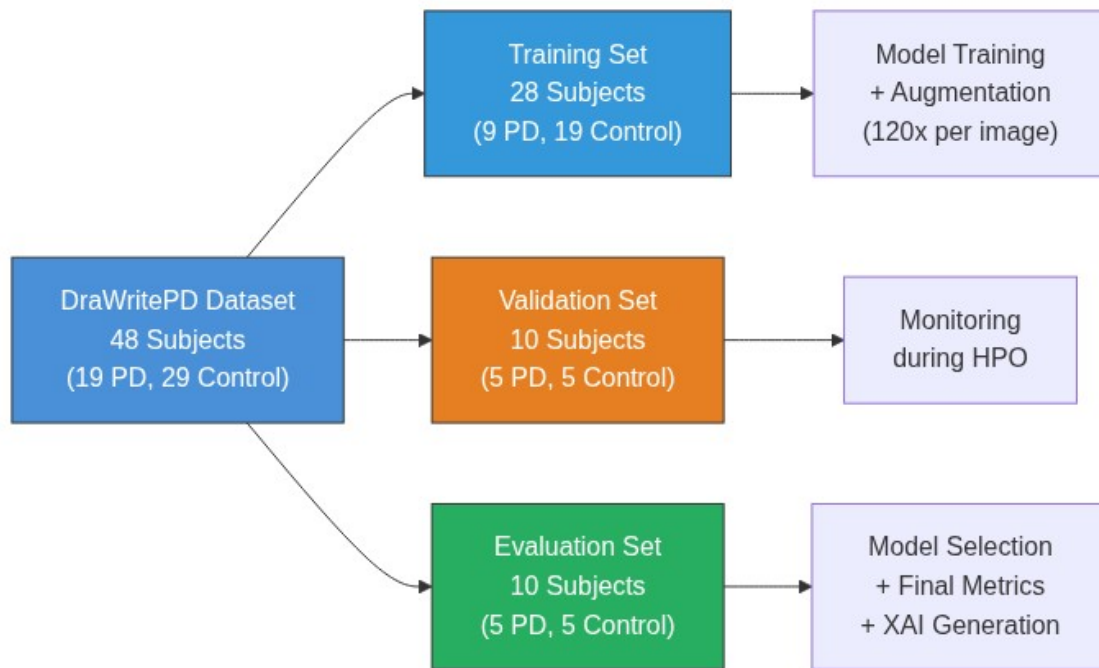 DraWritePD Dataset
48 Subjects
(19 PD, 29 Control)
Training Set
28 Subjects
(9 PD, 19 Control)
Model Training
+ Augmentation
(120x per image)
Validation Set
10 Subjects
(5 PD, 5 Control)
Monitoring
during HPO
Evaluation Set
10 Subjects
(5 PD, 5 Control)
Model Selection
+ Final Metrics
+ XAI Generation